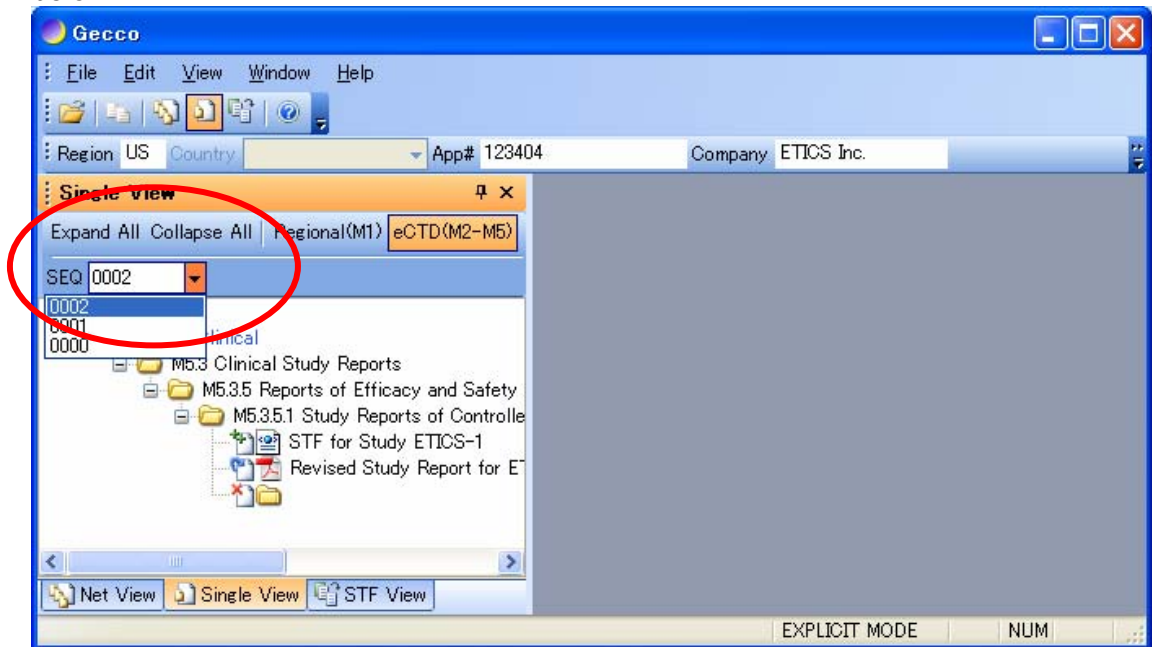 Gecco
File Edit View Window Help
Region US Country App# 123404 Company ETICS Inc.
Single View
Expand All Collapse All Regional(M1) eCTD(M2-M5)
SEQ 0002
0002
0001
0000
M5.3 Clinical Study Reports
M5.3.5 Reports of Efficacy and Safety
M5.3.5.1 Study Reports of Controlle
STF for Study ETICS-1
Revised Study Report for ET
Net View Single View STF View
EXPLICIT MODE NUM